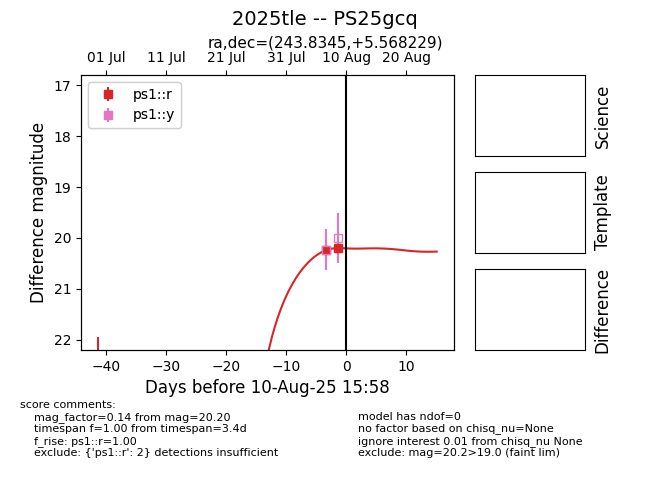 2025tle -- PS25gcq
ra,dec=(243.8345,+5.568229)
01 Jul 11 Jul 21 Jul 31 Jul 10 Aug 20 Aug
ps1::r
ps1::y
17
18
19
20
21
22
Difference magnitude
−40 −30 −20 −10 0 10
Days before 10-Aug-25 15:58
Science
Template
Difference
score comments:
mag_factor=0.14 from mag=20.20
timespan f=1.00 from timespan=3.4d
f_rise: ps1::r=1.00
exclude: {'ps1::r': 2} detections insufficient
model has ndof=0
no factor based on chisq_nu=None
ignore interest 0.01 from chisq_nu None
exclude: mag=20.2>19.0 (faint lim)